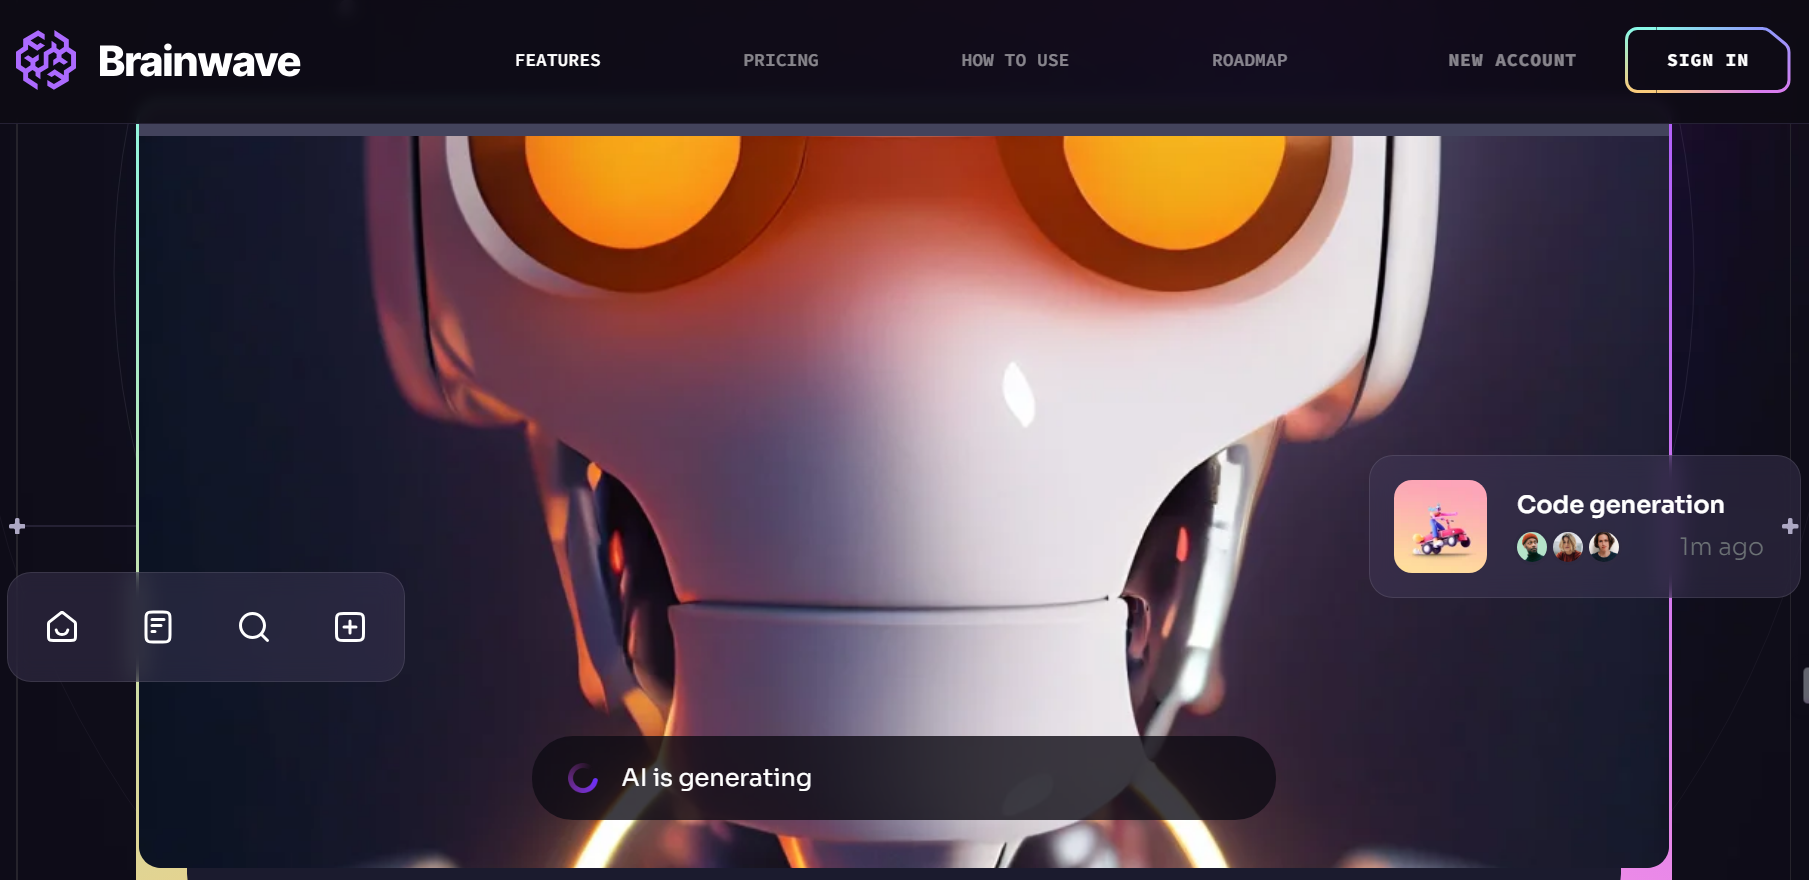 Brainwave
FEATURES
PRICING
HOW TO USE
ROADMAP
NEW ACCOUNT
SIGN IN
Code generation
1m ago
AI is generating